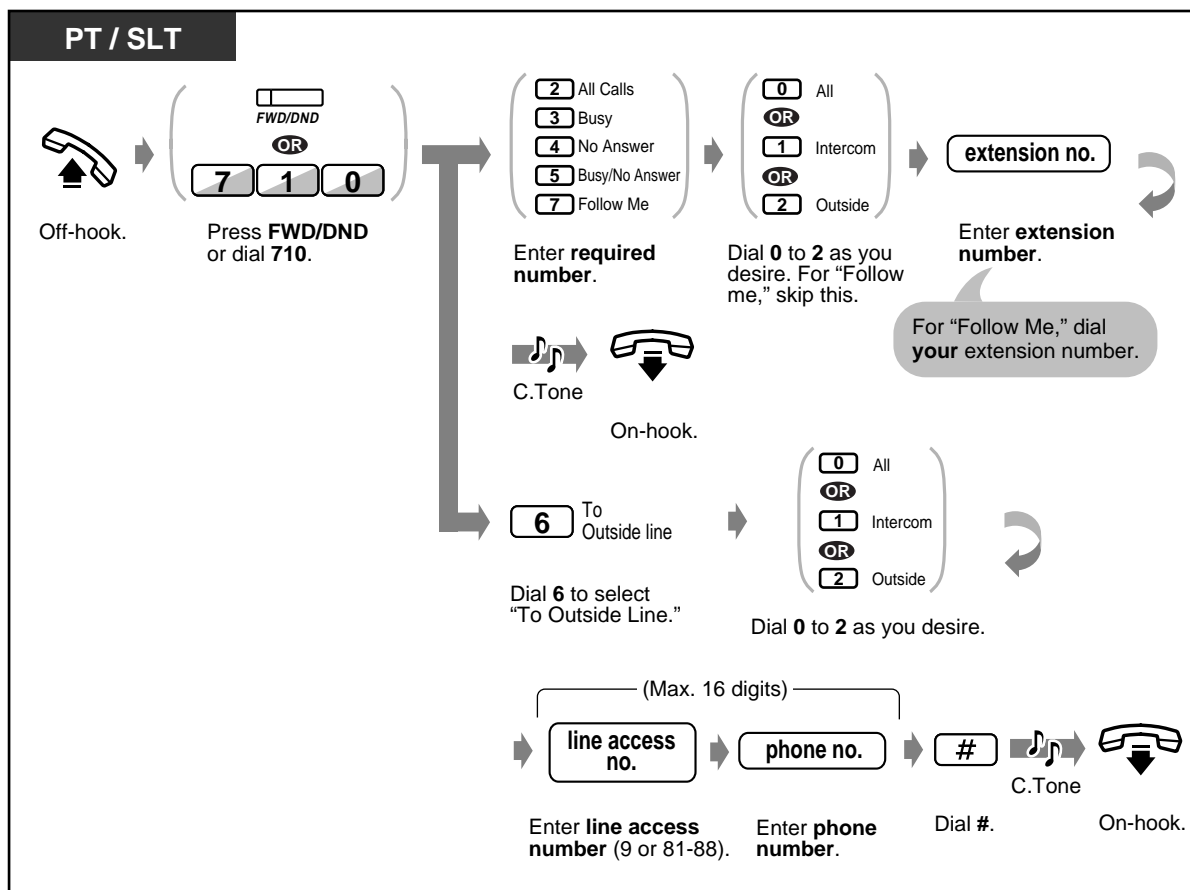 PT / SLT
FWD/DND
OR
7 1 0
Off-hook.
Press FWD/DND
or dial 710.
2 All Calls
3 Busy
4 No Answer
5 Busy/No Answer
7 Follow Me
Enter required
number.
0 All
OR
1 Intercom
OR
2 Outside
Dial 0 to 2 as you
desire. For “Follow
me,” skip this.
extension no.
Enter extension
number.
For “Follow Me,” dial
your extension number.
C.Tone
On-hook.
6 To
Outside line
Dial 6 to select
“To Outside Line.”
0 All
OR
1 Intercom
OR
2 Outside
Dial 0 to 2 as you desire.
(Max. 16 digits)
line access
no.
Enter line access
number (9 or 81-88).
phone no.
Enter phone
number.
#
Dial #.
C.Tone
On-hook.